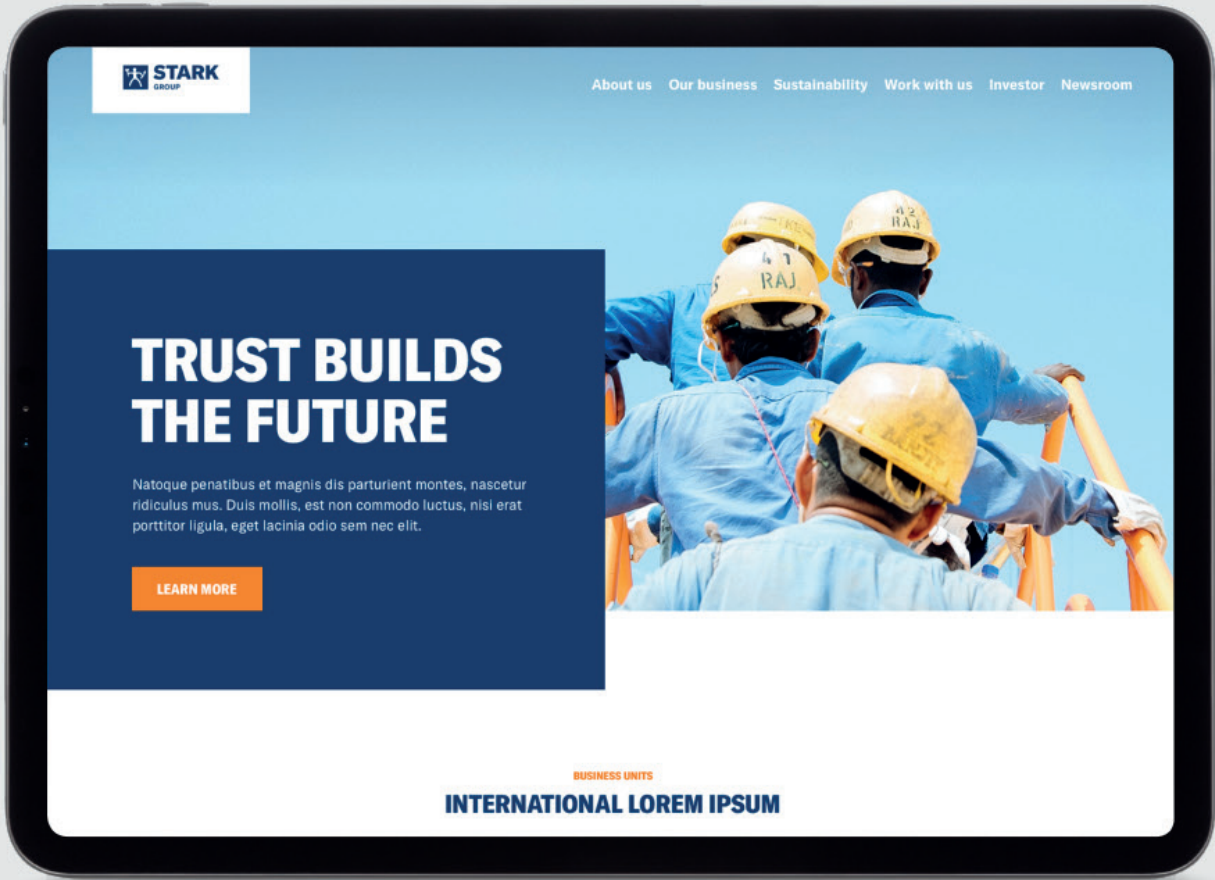 STARK
GROUP
About us Our business Sustainability Work with us Investor Newsroom
42
RAJ
41
RAJ
TRUST BUILDS
THE FUTURE
Natoque penatibus et magnis dis parturient montes, nascetur
ridiculus mus. Duis mollis, est non commodo luctus, nisi erat
porttitor ligula, eget lacinia odio sem nec elit.
LEARN MORE
BUSINESS UNITS
INTERNATIONAL LOREM IPSUM